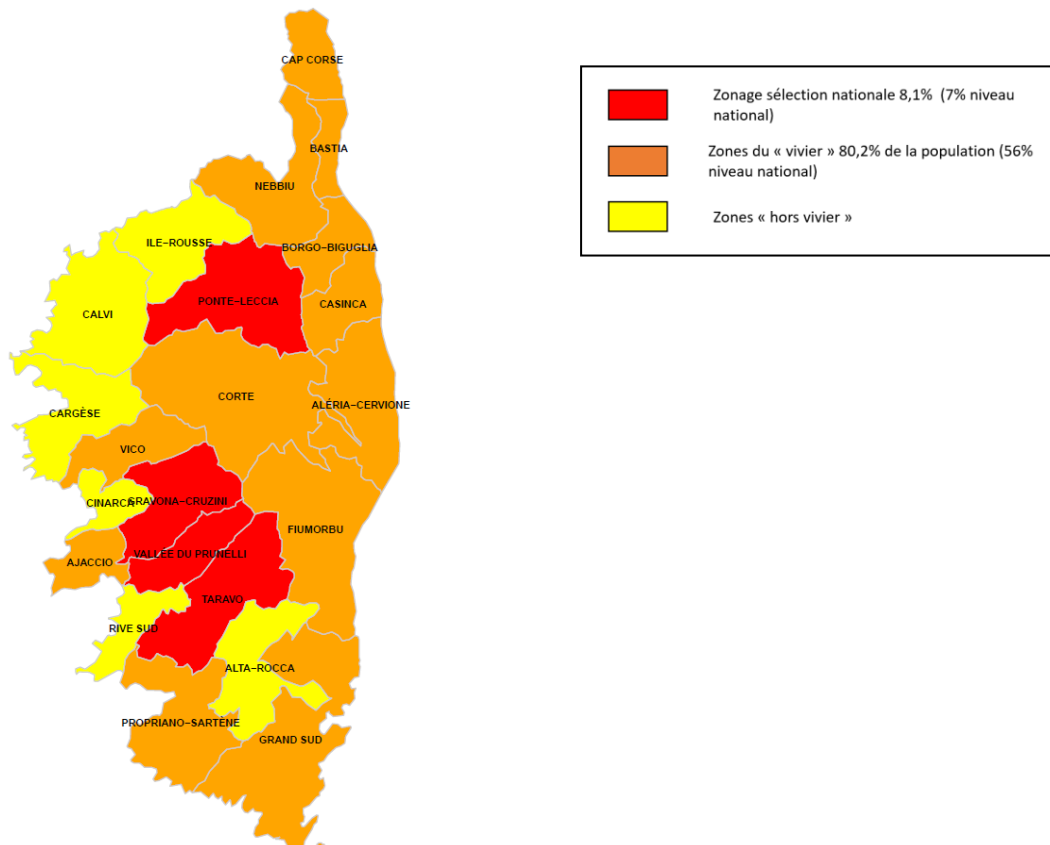 CAP CORSE
BASTIA
NEBBIU
ILE–ROUSSE
BORGO–BIGUGLIA
PONTE–LECCIA
CASINCA
CALVI
CORTE
ALÉRIA–CERVIONE
CARGÈSE
VICO
CINARCA
GRAVONA–CRUZINI
FIUMORBU
VALLÉE DU PRUNELLI
AJACCIO
TARAVO
RIVE SUD
ALTA–ROCCA
PROPRIANO–SARTÈNE
GRAND SUD
Zonage sélection nationale 8,1% (7% niveau
national)
Zones du « vivier » 80,2% de la population (56%
niveau national)
Zones « hors vivier »